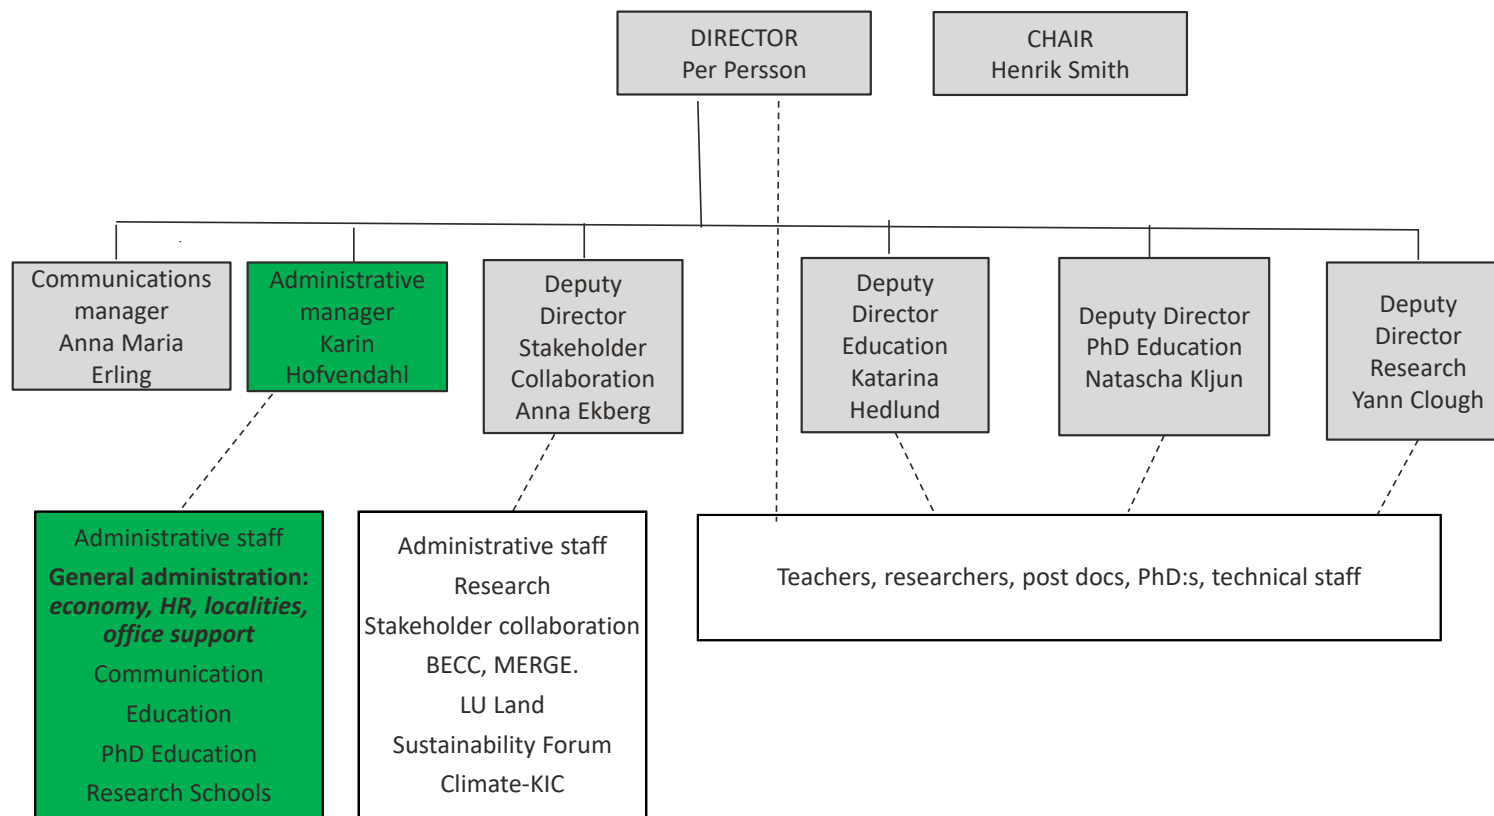 DIRECTOR
Per Persson
CHAIR
Henrik Smith
Communications
manager
Anna Maria
Erling
Administrative
manager
Karin
Hofvendahl
Deputy
Director
Stakeholder
Collaboration
Anna Ekberg
Deputy
Director
Education
Katarina
Hedlund
Deputy Director
PhD Education
Natascha Kljun
Deputy
Director
Research
Yann Clough
Administrative staff
General administration:
economy, HR, localities,
office support
Communication
Education
PhD Education
Research Schools
Administrative staff
Research
Stakeholder collaboration
BECC, MERGE.
LU Land
Sustainability Forum
Climate-KIC
Teachers, researchers, post docs, PhD:s, technical staff